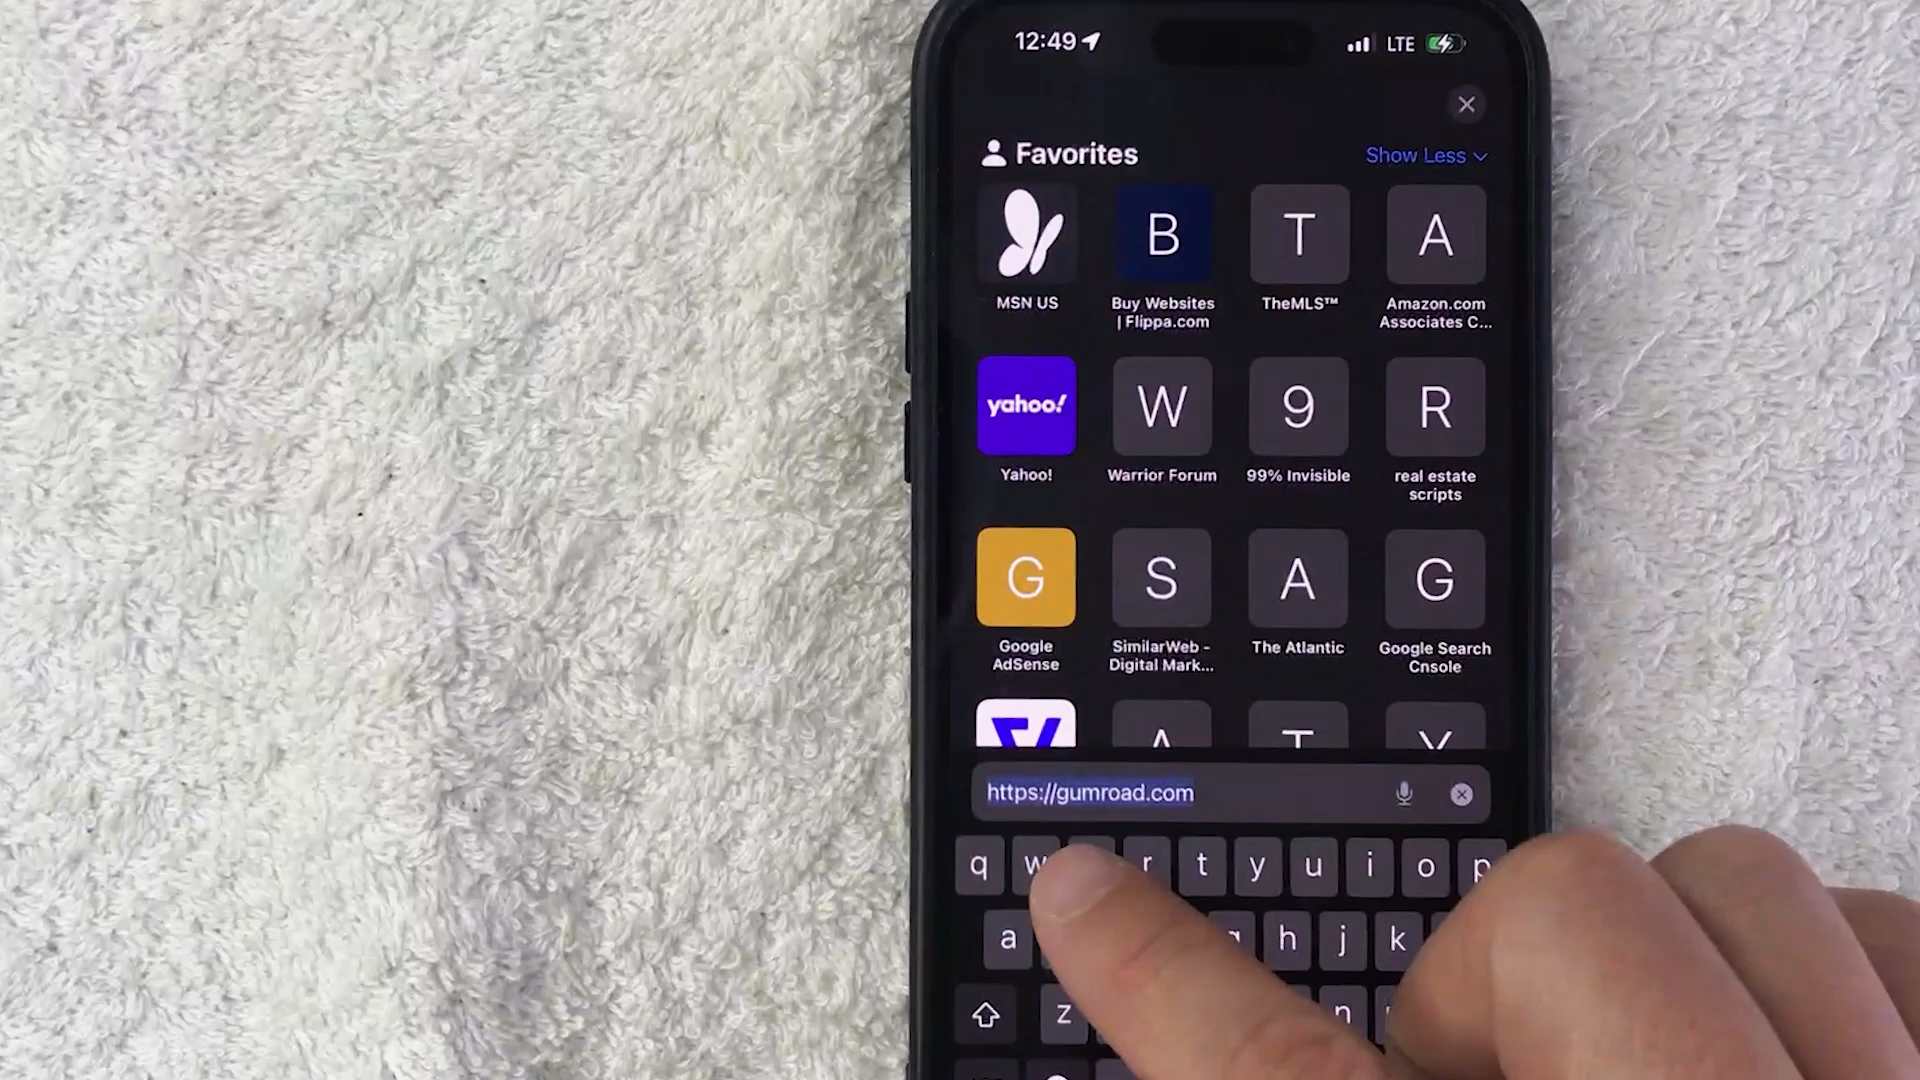 12:49 LTE
Favorites Show Less
B T A
MSN US Buy Websites TheMLS™ Amazon.com
| Flippa.com Associates C...
yahoo! W 9 R
Yahoo! Warrior Forum 99% Invisible real estate
scripts
G S A G
Google SimilarWeb - The Atlantic Google Search
AdSense Digital Mark... Cnsole
https://gumroad.com
q w r t y u i o p
a h j k
z n